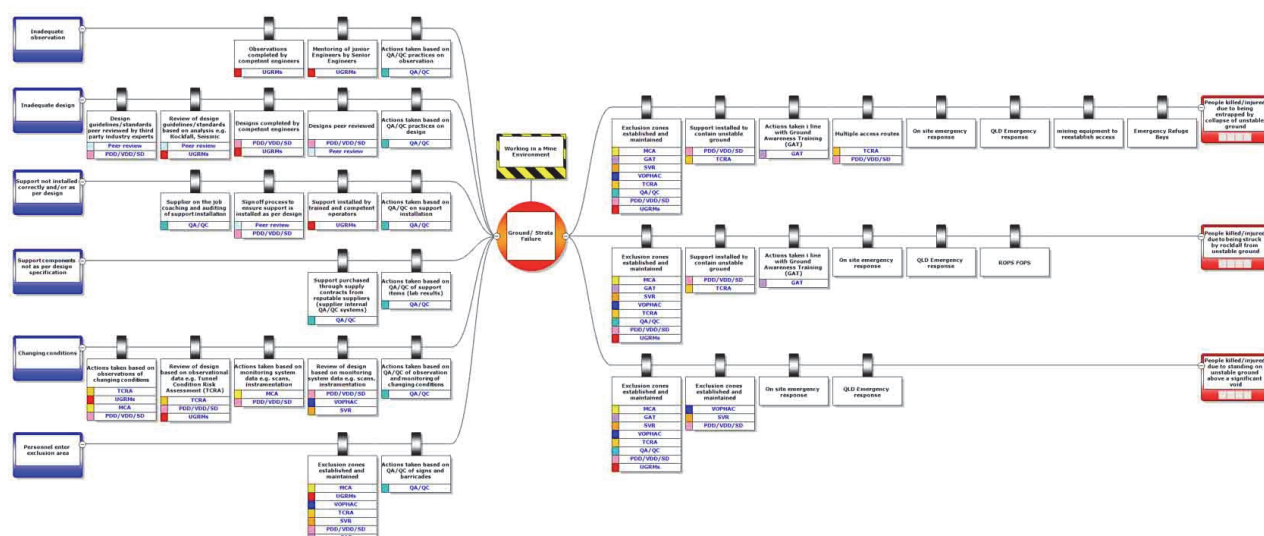 Inadequate
observation
Observations
completed by
competent engineers
UGRMs
Mentoring of junior
Engineers by Senior
Engineers
UGRMs
Actions taken based on
QA/QC practices on
observation
QA/QC
Inadequate design
Design
guidelines/standards
peer reviewed by third
party industry experts
Peer review
PDD/VDD/SD
Review of design
guidelines/standards
based on analysis e.g.
Rockfall, Seismic
Peer review
UGRMs
Designs completed by
competent engineers
PDD/VDD/SD
UGRMs
Designs peer reviewed
PDD/VDD/SD
Peer review
Actions taken based on
QA/QC practices on
design
QA/QC
Support not installed
correctly and/or as
per design
Supplier on the job
coaching and auditing
of support installation
QA/QC
Sign off process to
ensure support is
installed as per design
Peer review
PDD/VDD/SD
Support installed by
trained and competent
operators
UGRMs
Actions taken based on
QA/QC on support
installation
QA/QC
Support components
not as per design
specification
Support purchased
through supply
contracts from
reputable suppliers
(supplier internal
QA/QC systems)
QA/QC
Actions taken based on
QA/QC of support
items (lab results)
QA/QC
Changing conditions
Actions taken based on
observations of
changing conditions
TCRA
UGRMs
MCA
PDD/VDD/SD
Review of design
based on observational
data e.g. Tunnel
Condition Risk
Assessment (TCRA)
TCRA
PDD/VDD/SD
UGRMs
Actions taken based on
monitoring system
data e.g. scans,
instrumentation
MCA
PDD/VDD/SD
Review of design
based on monitoring
system data e.g. scans,
instrumentation
PDD/VDD/SD
VOPHAC
SVR
Actions taken based on
QA/QC of observation
and monitoring of
changing conditions
QA/QC
Personnel enter
exclusion area
Exclusion zones
established and
maintained
MCA
UGRMs
VOPHAC
TCRA
SVR
PDD/VDD/SD
Actions taken based on
QA/QC of signs and
barricades
QA/QC
Working in a Mine
Environment
Ground/ Strata
Failure
Exclusion zones
established and
maintained
MCA
GAT
SVR
VOPHAC
TCRA
QA/QC
PDD/VDD/SD
UGRMs
Support installed to
contain unstable
ground
PDD/VDD/SD
TCRA
Actions taken i line
with Ground
Awareness Training
(GAT)
GAT
Multiple access routes
TCRA
PDD/VDD/SD
On site emergency
response
QLD Emergency
response
mining equipment to
reestablish access
Emergency Refuge
Bays
People killed/injured
due to being
entrapped by
collapse of unstable
ground
Exclusion zones
established and
maintained
MCA
GAT
SVR
VOPHAC
TCRA
QA/QC
PDD/VDD/SD
UGRMs
Support installed to
contain unstable
ground
PDD/VDD/SD
TCRA
Actions taken i line
with Ground
Awareness Training
(GAT)
GAT
On site emergency
response
QLD Emergency
response
ROPS FOPS
People killed/injured
due to being struck
by rockfall from
unstable ground
Exclusion zones
established and
maintained
MCA
GAT
SVR
VOPHAC
TCRA
QA/QC
PDD/VDD/SD
UGRMs
Exclusion zones
established and
maintained
VOPHAC
SVR
PDD/VDD/SD
On site emergency
response
QLD Emergency
response
People killed/injured
due to standing on
unstable ground
above a significant
void